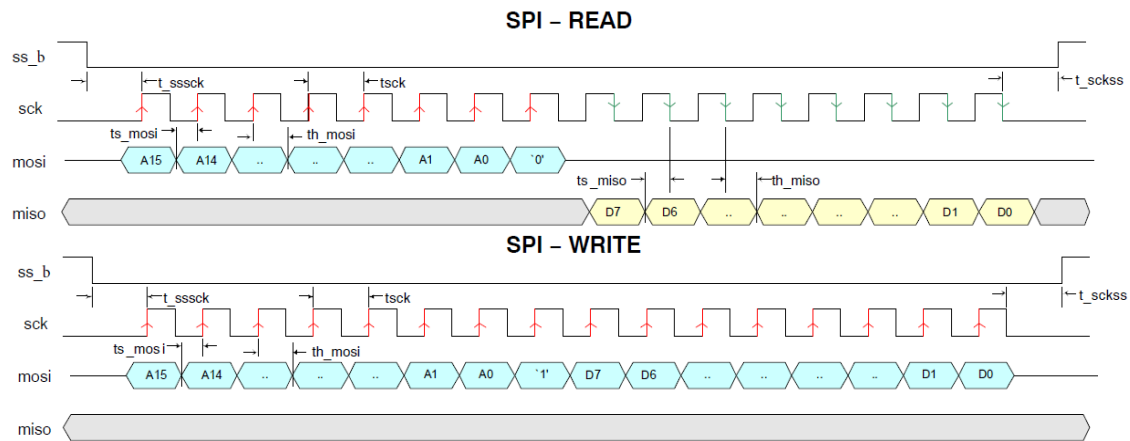 SPI – READ
ss_b
t_sssck tsck t_sckss
sck
ts_mosi th_mosi
mosi A15 A14 .. .. .. A1 A0 `0'
ts_miso th_miso
miso D7 D6 .. .. .. .. D1 D0
SPI – WRITE
ss_b
t_sssck tsck t_sckss
sck
ts_mosi th_mosi
mosi A15 A14 .. .. .. A1 A0 `1' D7 D6 .. .. .. .. D1 D0
miso